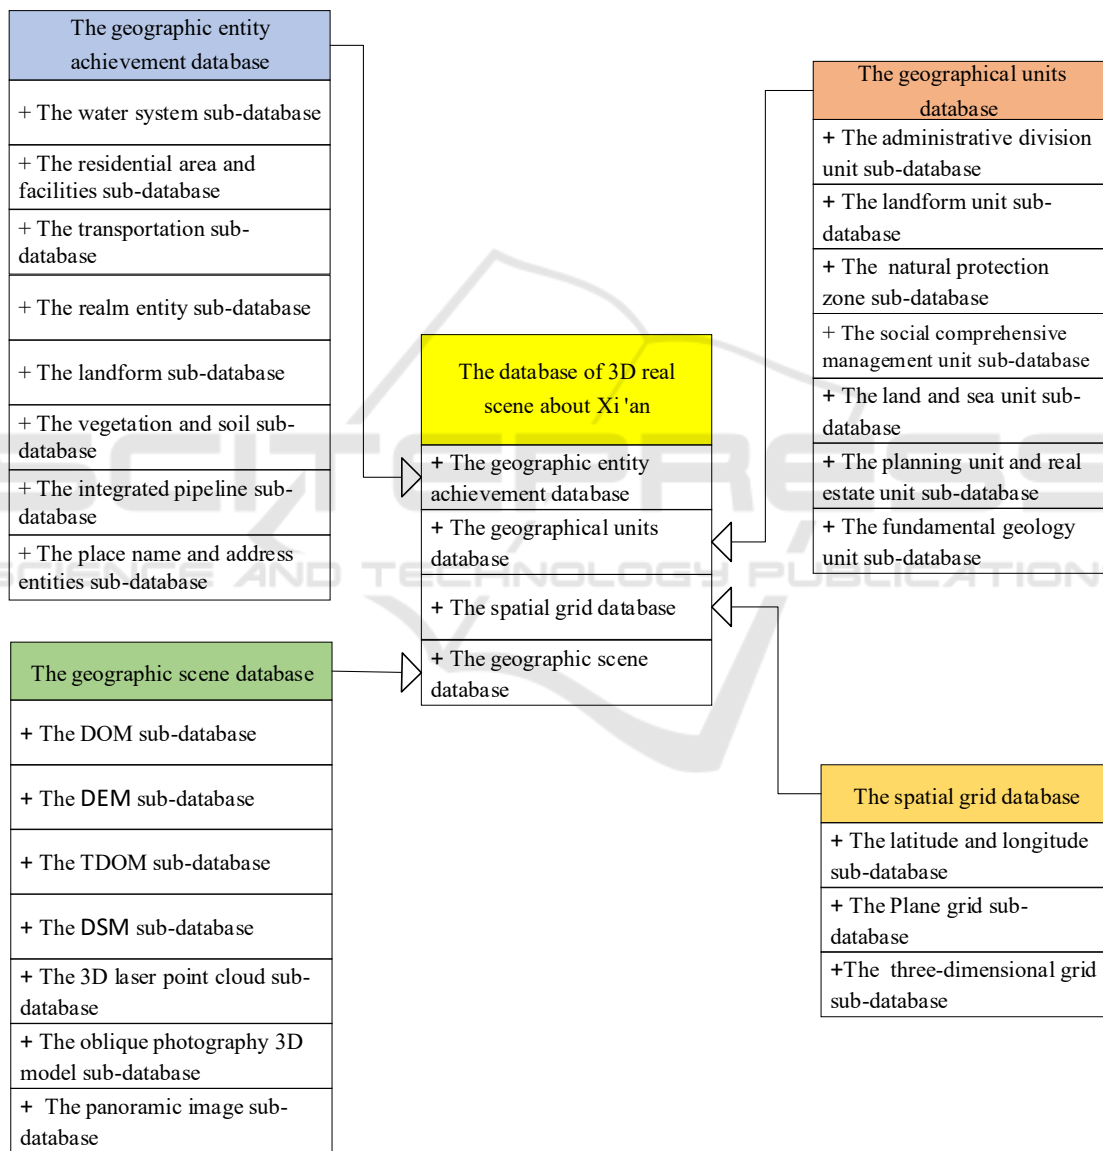 The geographic entity
achievement database
+ The water system sub-database
+ The residential area and
facilities sub-database
+ The transportation sub-
database
+ The realm entity sub-database
+ The landform sub-database
+ The vegetation and soil sub-
database
+ The integrated pipeline sub-
database
+ The place name and address
entities sub-database
The geographic scene database
+ The DOM sub-database
+ The DEM sub-database
+ The TDOM sub-database
+ The DSM sub-database
+ The 3D laser point cloud sub-
database
+ The oblique photography 3D
model sub-database
+ The panoramic image sub-
database
The database of 3D real
scene about Xi 'an
+ The geographic entity
achievement database
+ The geographical units
database
+ The spatial grid database
+ The geographic scene
database
The geographical units
database
+ The administrative division
unit sub-database
+ The landform unit sub-
database
+ The natural protection
zone sub-database
+ The social comprehensive
management unit sub-database
+ The land and sea unit sub-
database
+ The planning unit and real
estate unit sub-database
+ The fundamental geology
unit sub-database
The spatial grid database
+ The latitude and longitude
sub-database
+ The Plane grid sub-
database
+The three-dimensional grid
sub-database
SCITEPRESS
SCIENCE AND TECHNOLOGY PUBLICATIONS